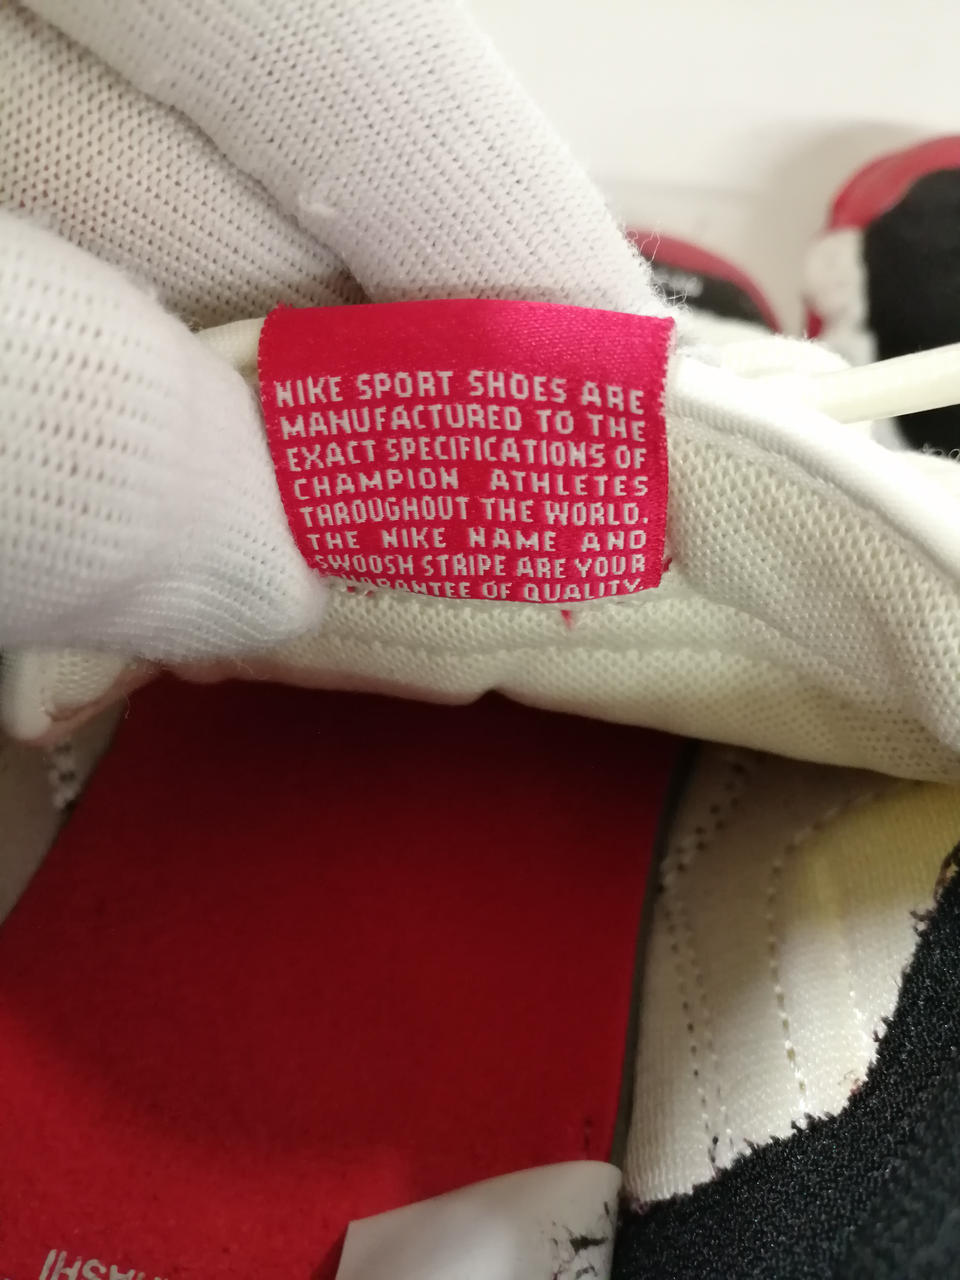 NIKE SPORT SHOES ARE
MANUFACTURED TO THE
EXACT SPECIFICATIONS OF
CHAMPION ATHLETES
THROUGHOUT THE WORLD.
THE NIKE NAME AND
SWOOSH STRIPE ARE YOUR
GUARANTEE OF QUALITY.